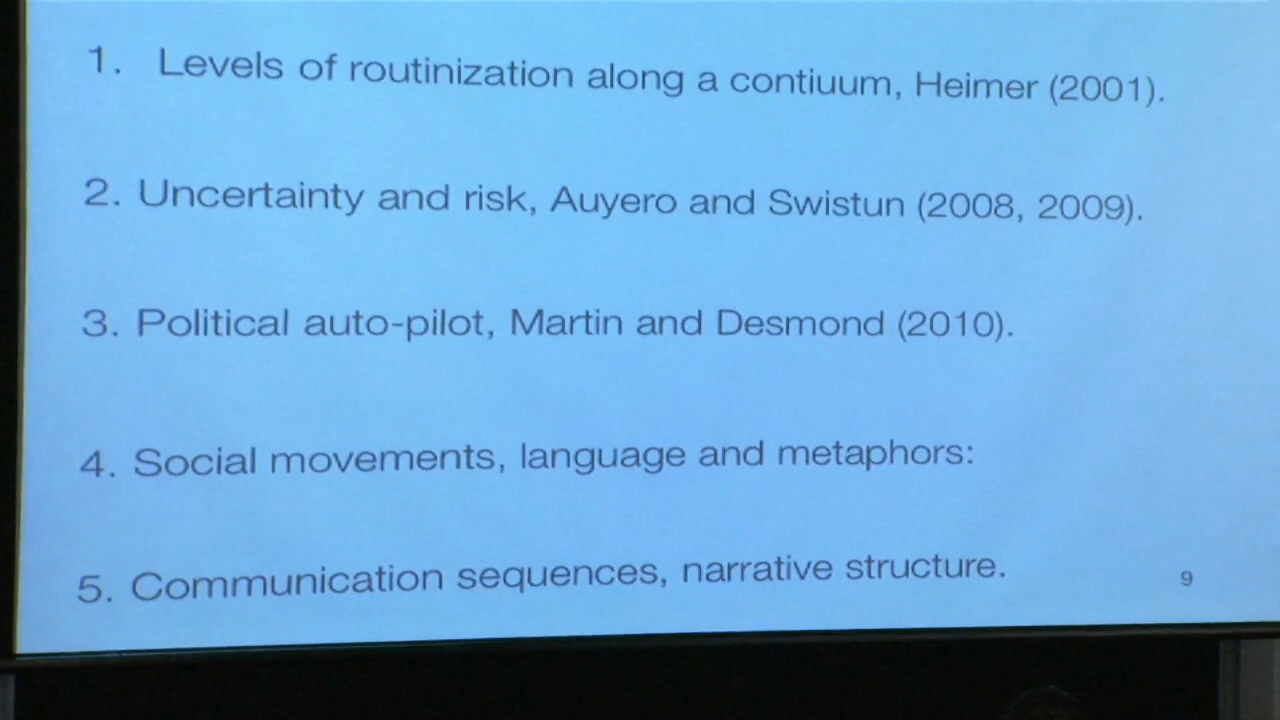 1. Levels of routinization along a contiuum, Heimer (2001).
2. Uncertainty and risk, Auyero and Swistun (2008, 2009).
3. Political auto-pilot, Martin and Desmond (2010).
4. Social movements, language and metaphors:
5. Communication sequences, narrative structure.
9